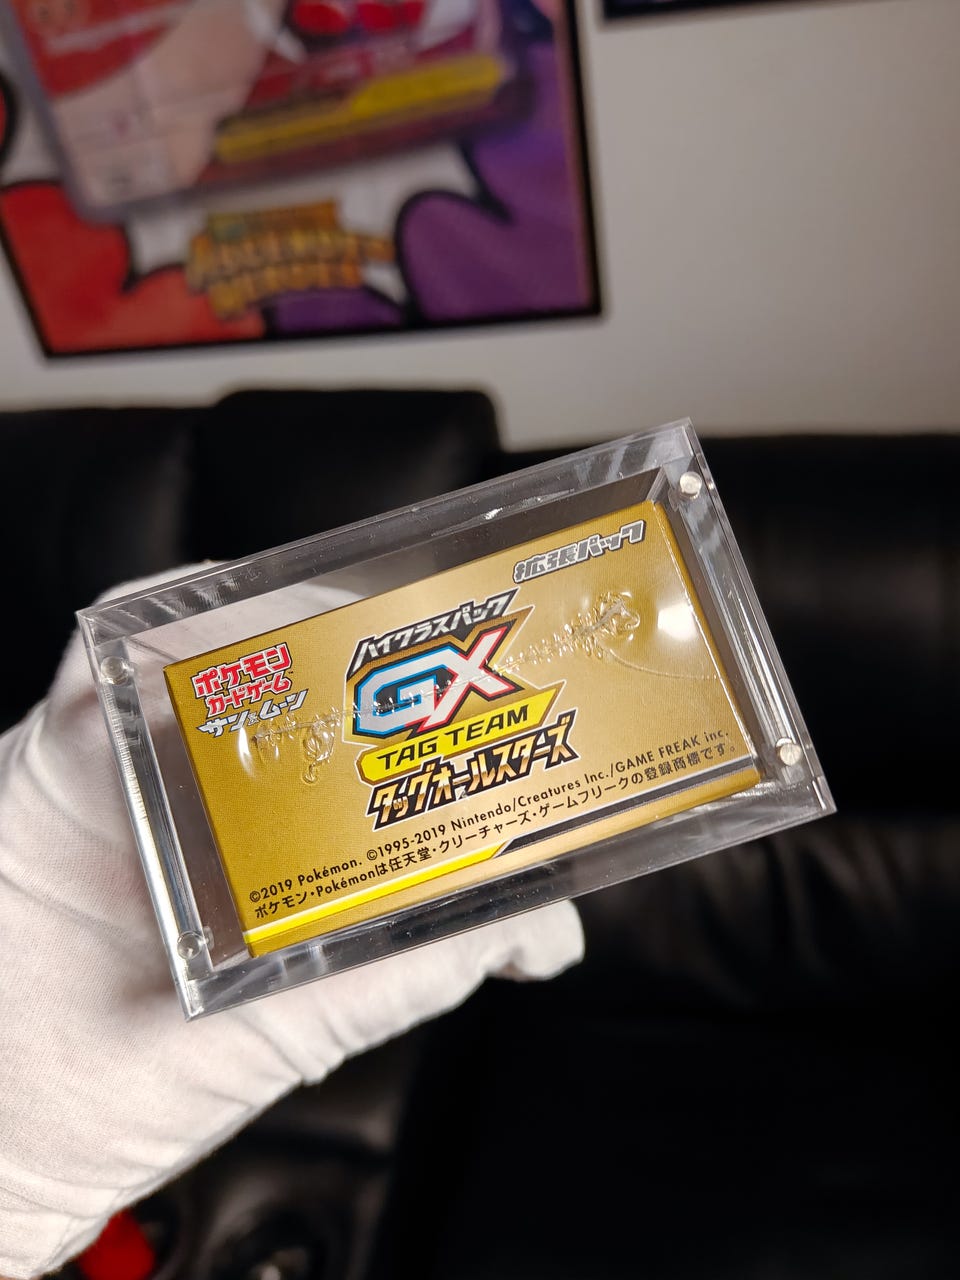 ASCENDED
HEROES
拡張パック
ハイクラスパック
GX
TAG TEAM
タッグオールスターズ
ポケモン
カードゲーム
サン&ムーン
©2019 Pokémon. ©1995-2019 Nintendo/Creatures Inc./GAME FREAK inc.
ポケモン・Pokémonは任天堂・クリーチャーズ・ゲームフリークの登録商標です。